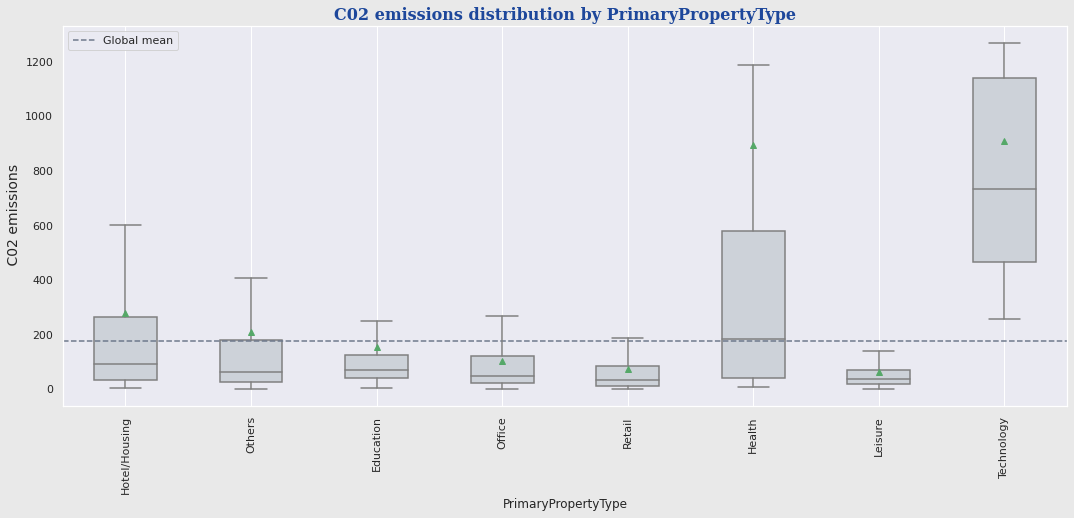 C02 emissions distribution by PrimaryPropertyType
Global mean
C02 emissions
1200
1000
800
600
400
200
0
Hotel/Housing
Others
Education
Office
Retail
Health
Leisure
Technology
PrimaryPropertyType